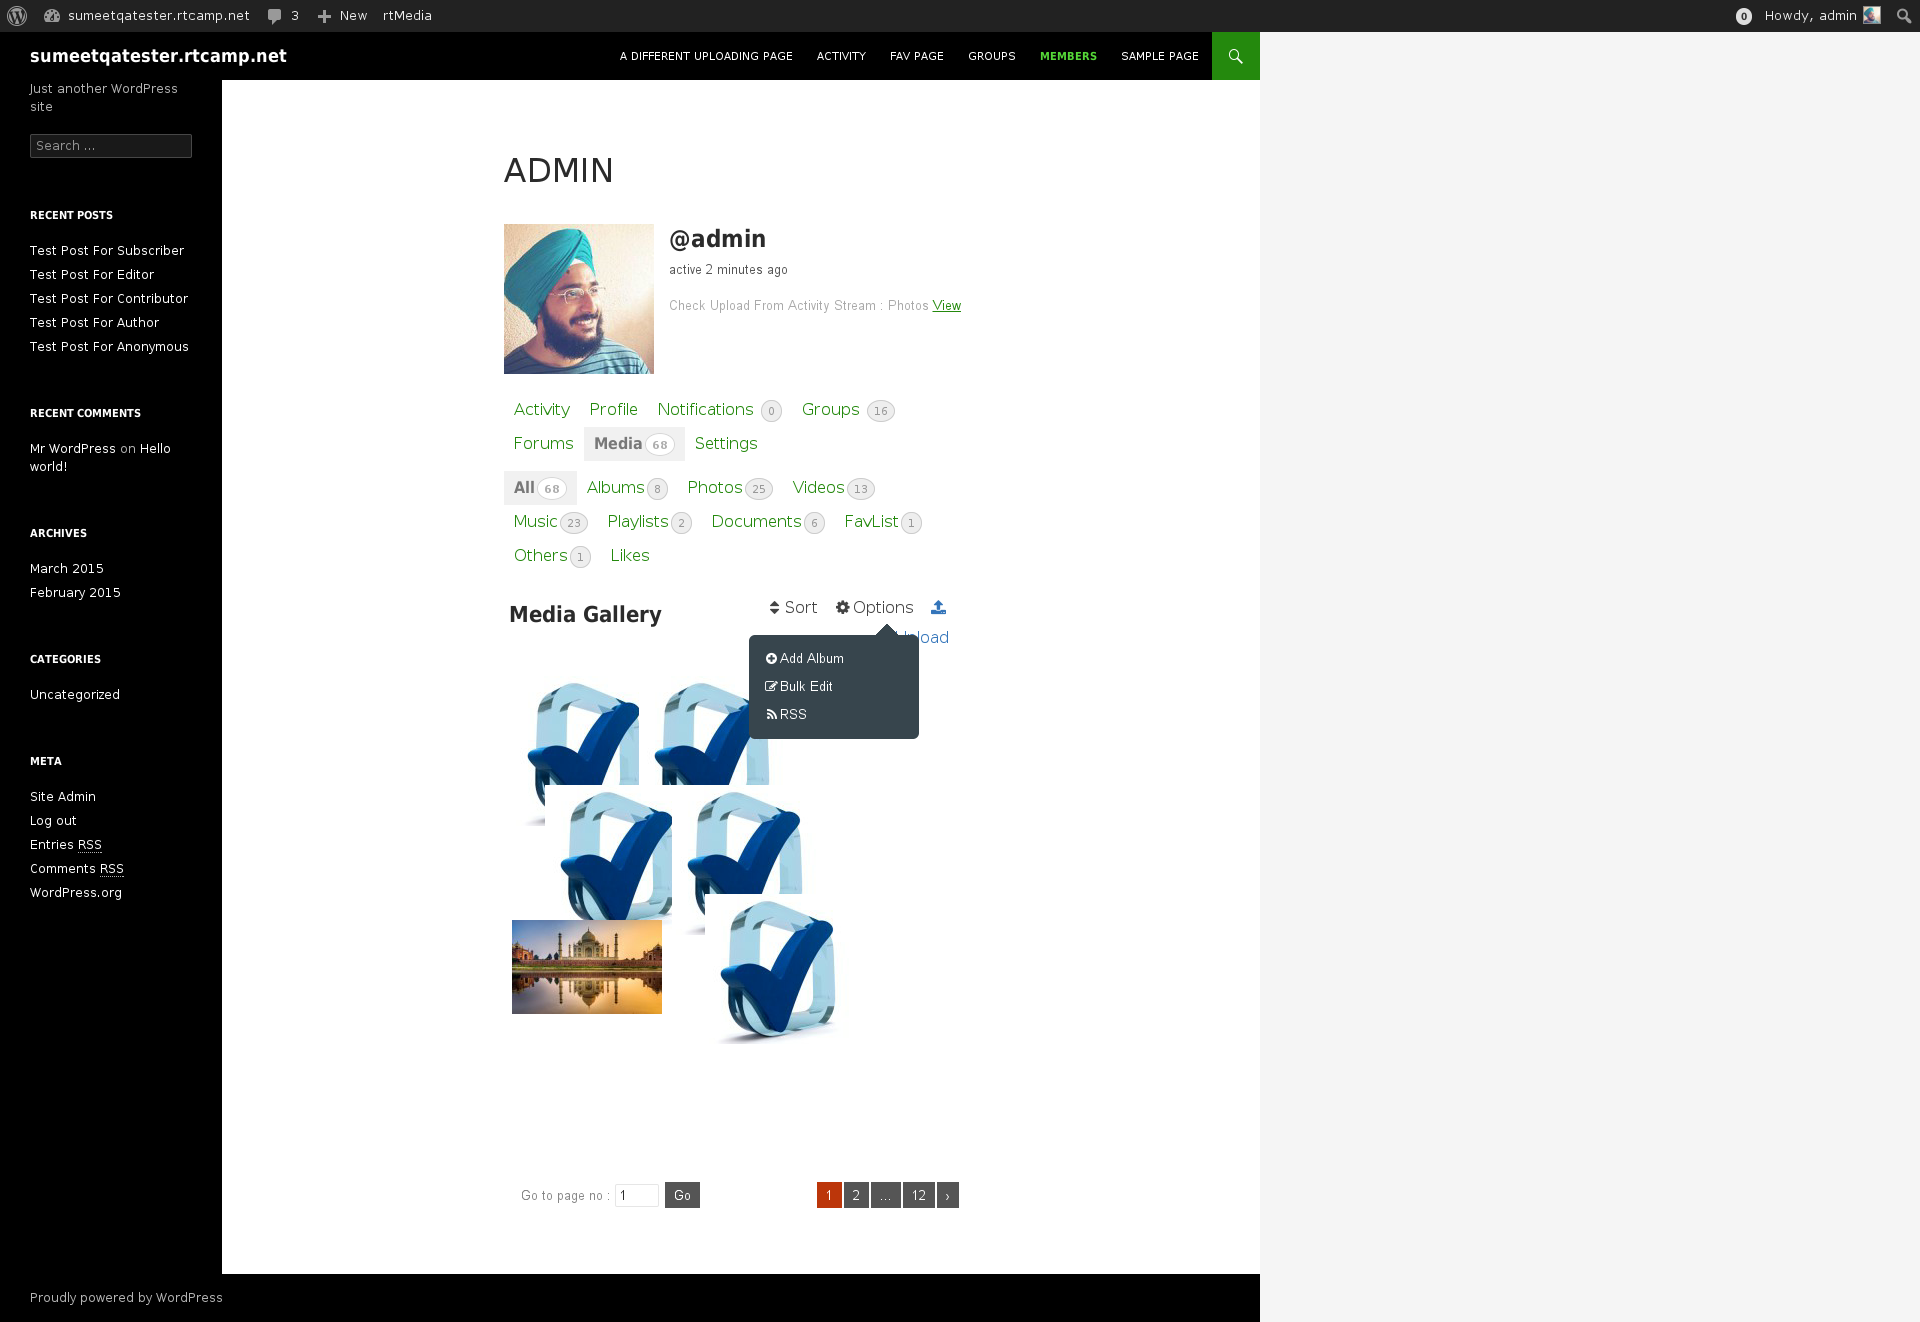 sumeetqatester.rtcamp.net 3 New rtMedia 0 Howdy, admin
sumeetqatester.rtcamp.net A DIFFERENT UPLOADING PAGE ACTIVITY FAV PAGE GROUPS MEMBERS SAMPLE PAGE
Just another WordPress
site
Search ...
RECENT POSTS
Test Post For Subscriber
Test Post For Editor
Test Post For Contributor
Test Post For Author
Test Post For Anonymous
RECENT COMMENTS
Mr WordPress on Hello
world!
ARCHIVES
March 2015
February 2015
CATEGORIES
Uncategorized
META
Site Admin
Log out
Entries RSS
Comments RSS
WordPress.org
ADMIN
@admin
active 2 minutes ago
Check Upload From Activity Stream : Photos View
Activity Profile Notifications 0 Groups 16
Forums Media 68 Settings
All 68 Albums 8 Photos 25 Videos 13
Music 23 Playlists 2 Documents 6 FavList 1
Others 1 Likes
Media Gallery Sort Options
Add Album
Bulk Edit
RSS
Go to page no : 1 Go 1 2 ... 12 ›
Proudly powered by WordPress